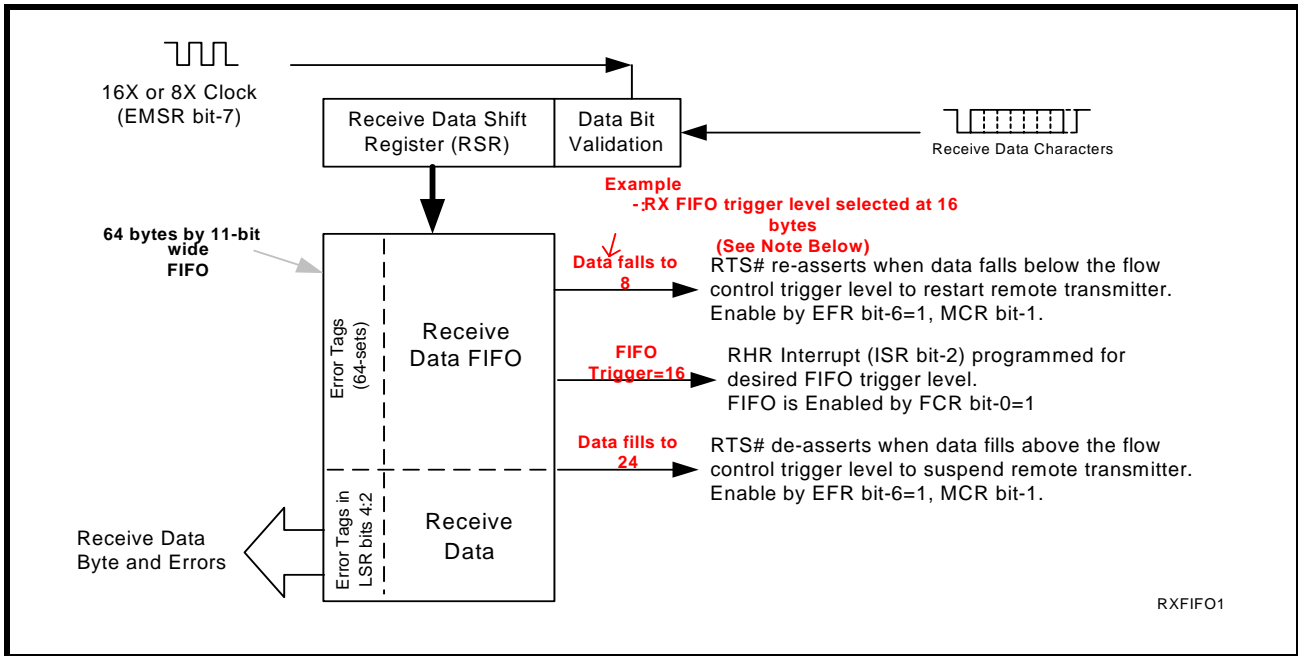 16X or 8X Clock
(EMSR bit-7)
Receive Data Shift
Register (RSR)
Data Bit
Validation
Receive Data Characters
Example
-:RX FIFO trigger level selected at 16
bytes
(See Note Below)
64 bytes by 11-bit
wide
FIFO
Data falls to
8
RTS# re-asserts when data falls below the flow
control trigger level to restart remote transmitter.
Enable by EFR bit-6=1, MCR bit-1.
Error Tags
(64-sets)
Receive
Data FIFO
FIFO
Trigger=16
RHR Interrupt (ISR bit-2) programmed for
desired FIFO trigger level.
FIFO is Enabled by FCR bit-0=1
Data fills to
24
RTS# de-asserts when data fills above the flow
control trigger level to suspend remote transmitter.
Enable by EFR bit-6=1, MCR bit-1.
Error Tags in
LSR bits 4:2
Receive
Data
Receive Data
Byte and Errors
RXFIFO1